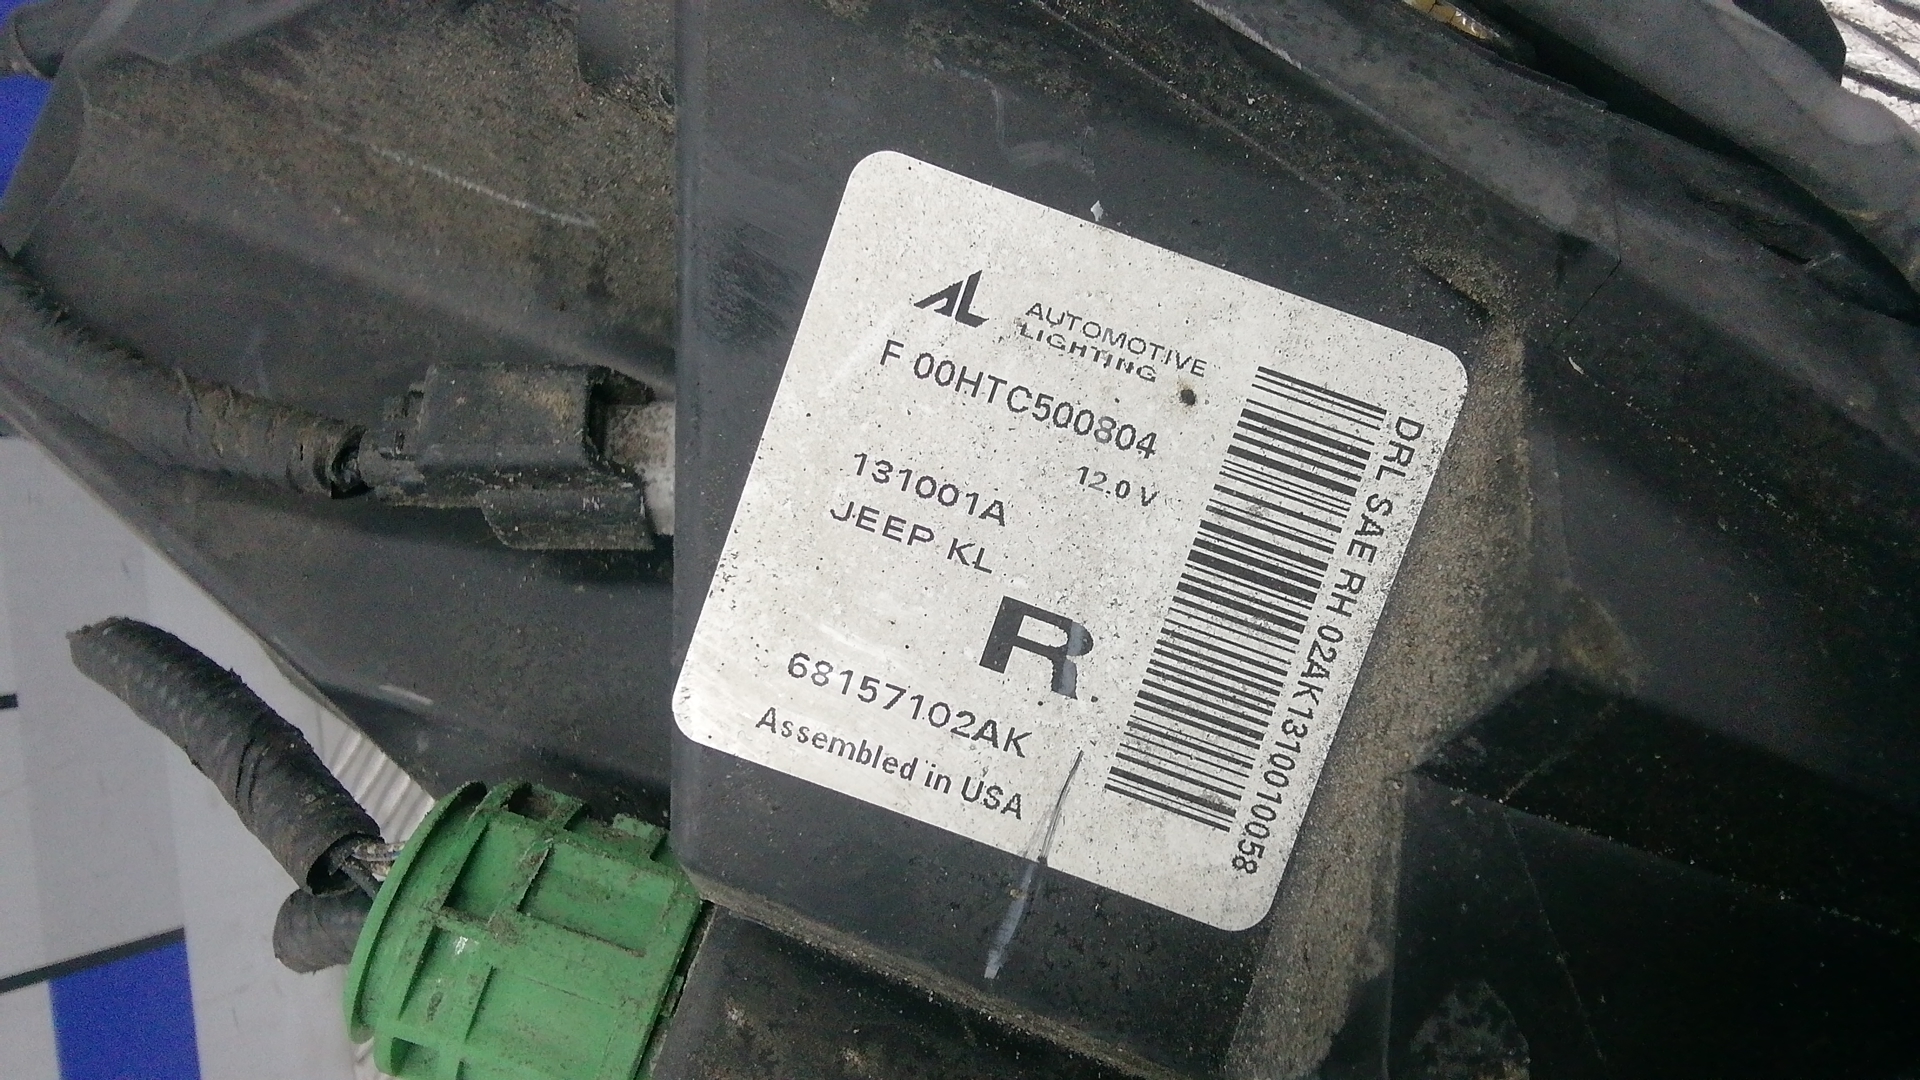 AL AUTOMOTIVE
LIGHTING
F 00HTC500804
12.0 V
131001A
JEEP KL
R
68157102AK
Assembled in USA
DRL SAE RH 02AK1310010058